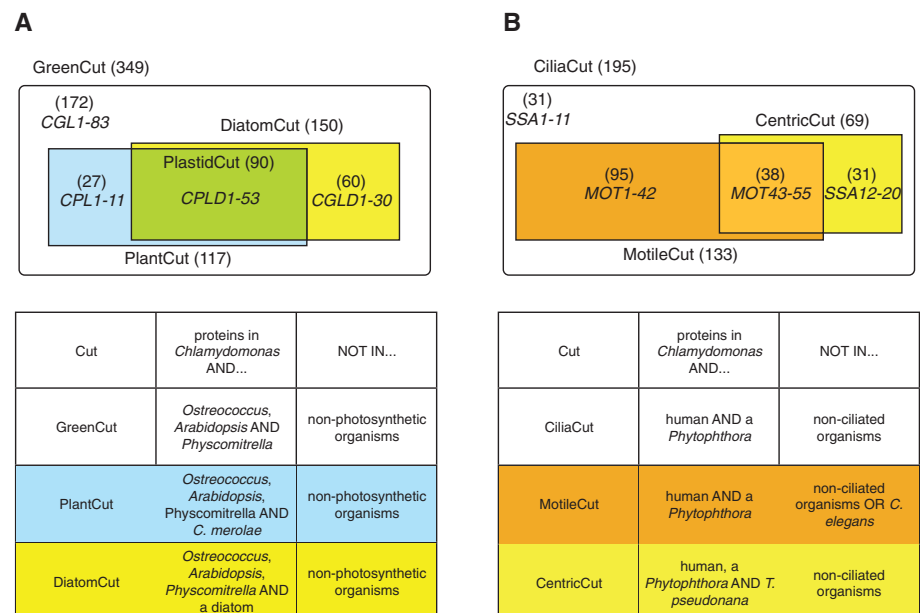 A
GreenCut (349)
(172)
CGL1-83
DiatomCut (150)
PlastidCut (90)
(27)
CPL1-11
CPLD1-53
(60)
CGLD1-30
PlantCut (117)
Cut
proteins in
Chlamydomonas
AND...
NOT IN...
GreenCut
Ostreococcus,
Arabidopsis AND
Physcomitrella
non-photosynthetic
organisms
PlantCut
Ostreococcus,
Arabidopsis,
Physcomitrella AND
C. merolae
non-photosynthetic
organisms
DiatomCut
Ostreococcus,
Arabidopsis,
Physcomitrella AND
a diatom
non-photosynthetic
organisms
B
CiliaCut (195)
(31)
SSA1-11
CentricCut (69)
(95)
MOT1-42
(38)
MOT43-55
(31)
SSA12-20
MotileCut (133)
Cut
proteins in
Chlamydomonas
AND...
NOT IN...
CiliaCut
human AND a
Phytophthora
non-ciliated
organisms
MotileCut
human AND a
Phytophthora
non-ciliated
organisms OR C.
elegans
CentricCut
human, a
Phytophthora AND T.
pseudonana
non-ciliated
organisms